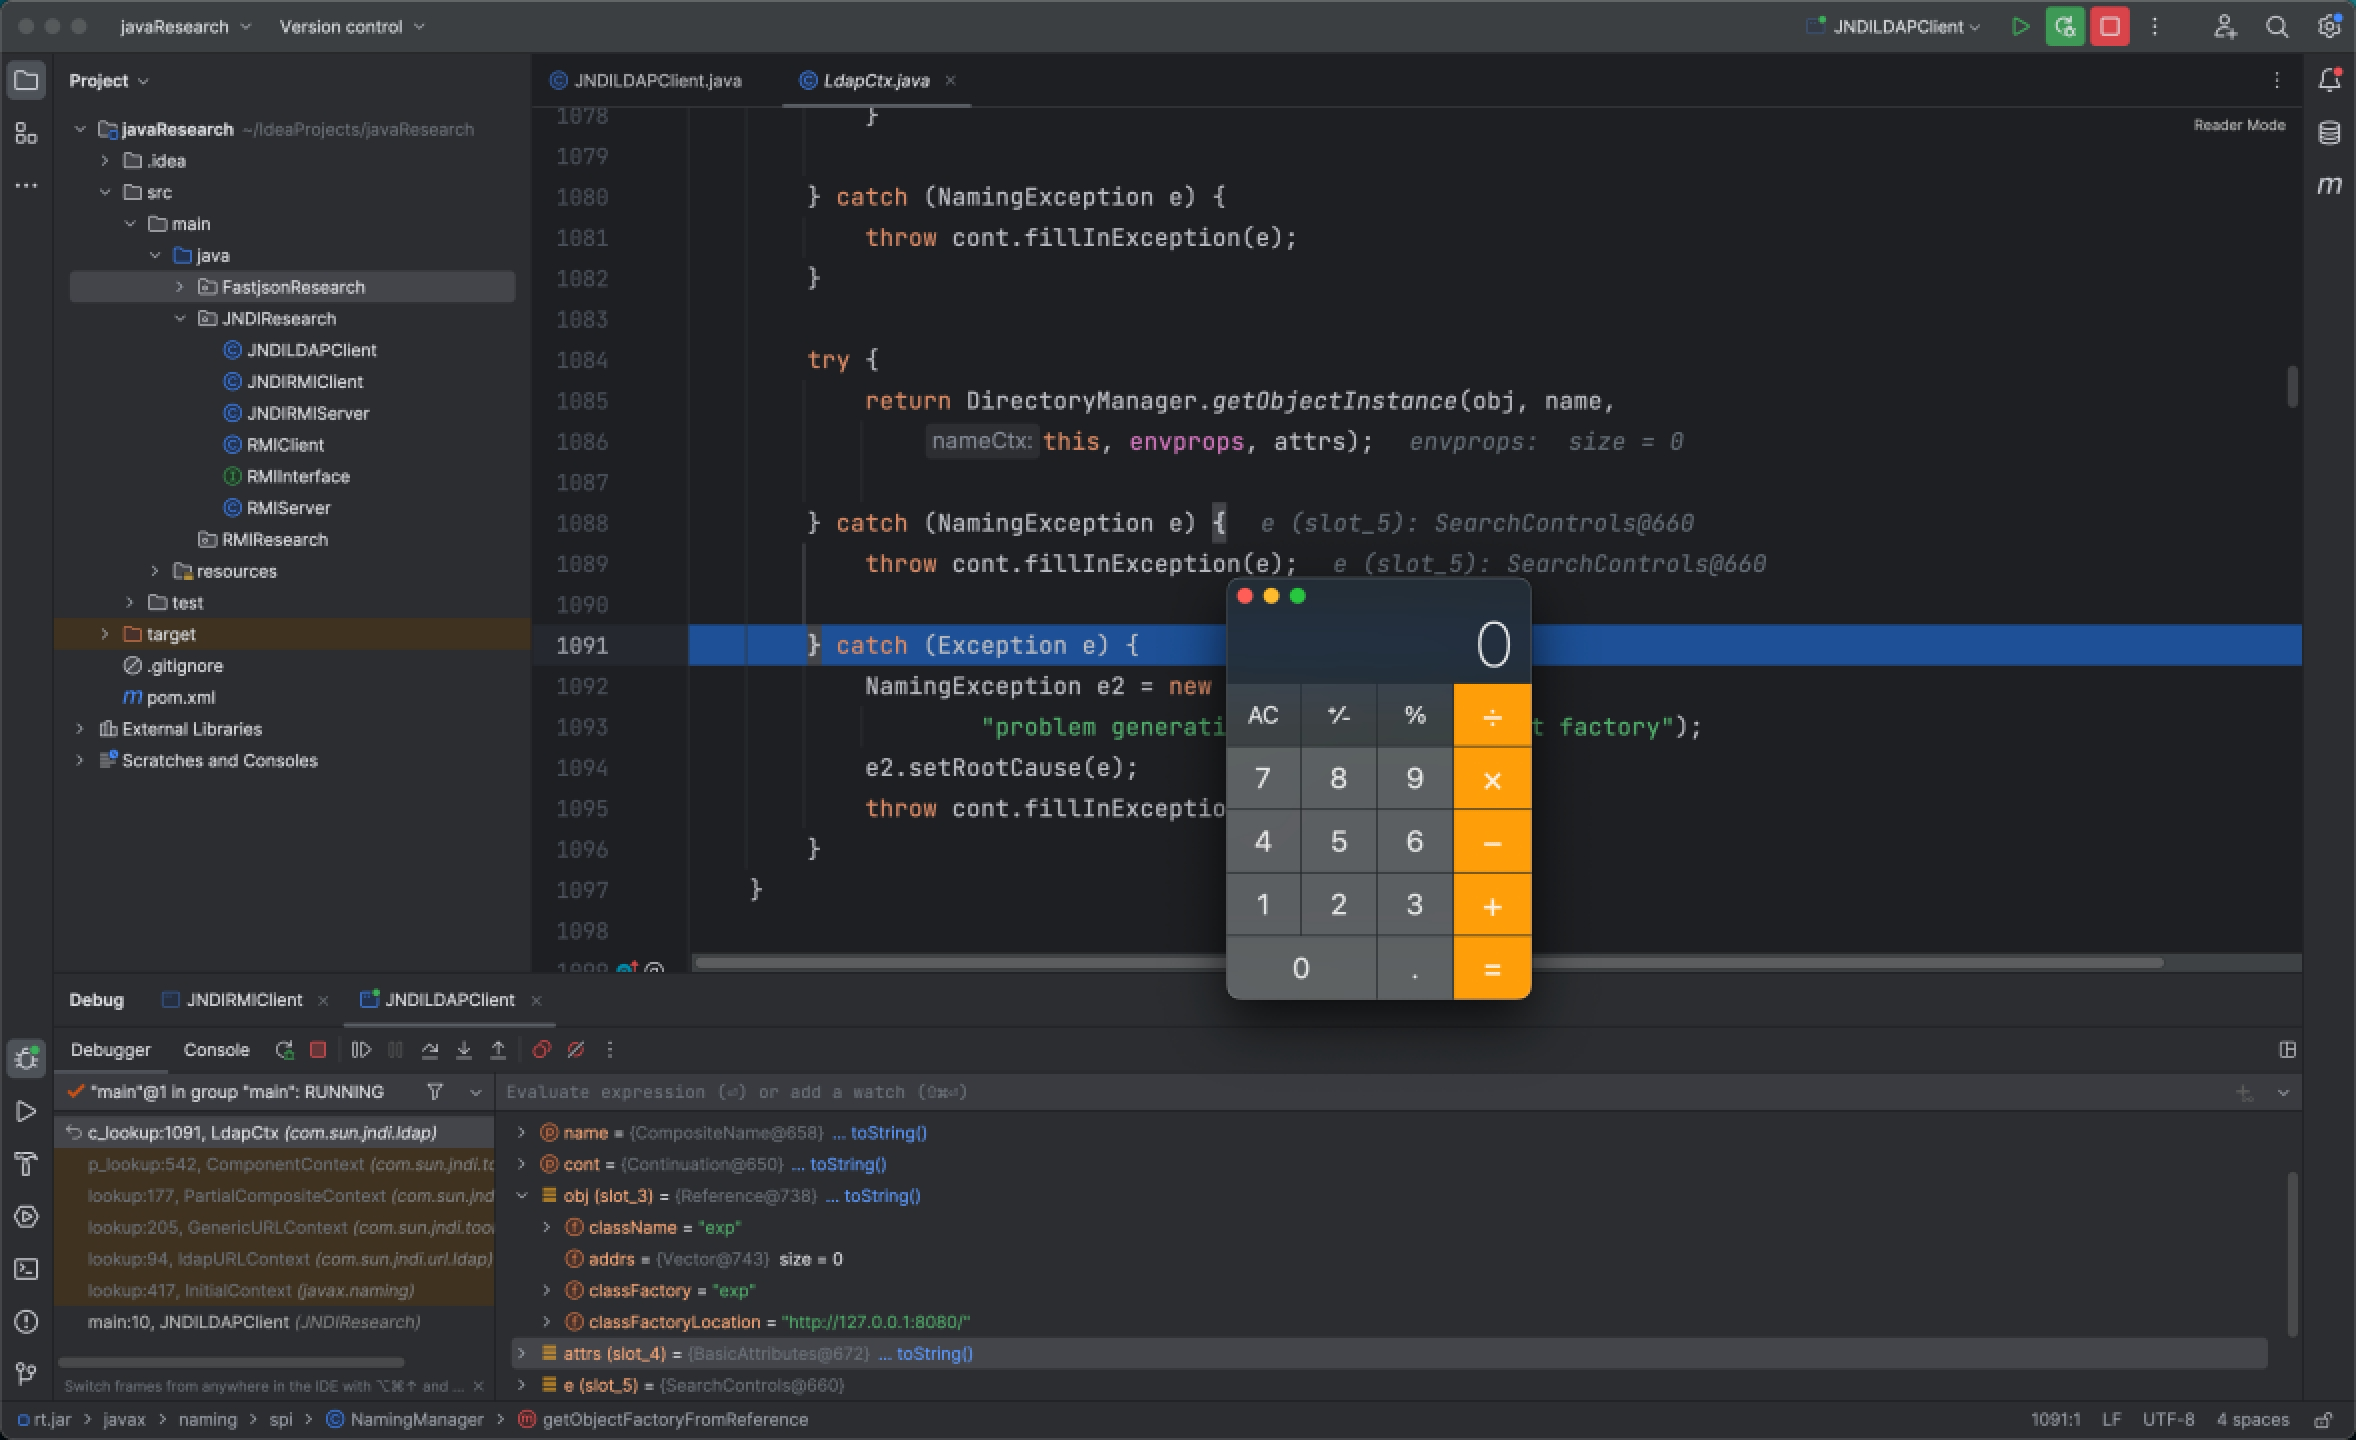 javaResearch
Version control
JNDILDAPClient
Project
JNDILDAPClient.java
LdapCtx.java
Reader Mode
javaResearch ~/IdeaProjects/javaResearch
.idea
src
main
java
FastjsonResearch
JNDIResearch
JNDILDAPClient
JNDIRMIClient
JNDIRMIServer
RMIClient
RMIInterface
RMIServer
RMIResearch
resources
test
target
.gitignore
m pom.xml
External Libraries
Scratches and Consoles
m
1078 }
1079
1080 } catch (NamingException e) {
1081 throw cont.fillInException(e);
1082 }
1083
1084 try {
1085 return DirectoryManager.getObjectInstance(obj, name,
1086 nameCtx: this, envprops, attrs); envprops: size = 0
1087
1088 } catch (NamingException e) { e (slot_5): SearchControls@660
1089 throw cont.fillInException(e); e (slot_5): SearchControls@660
1090
1091 } catch (Exception e) {
1092 NamingException e2 = new
1093 "problem generati t factory");
1094 e2.setRootCause(e);
1095 throw cont.fillInExceptio
1096 }
1097 }
1098
1099
0
AC +/- % ÷
7 8 9 ×
4 5 6 −
1 2 3 +
0 . =
Debug
JNDIRMIClient
JNDILDAPClient
Debugger
Console
"main"@1 in group "main": RUNNING
Evaluate expression (⏎) or add a watch (⇧⌘⏎)
c_lookup:1091, LdapCtx (com.sun.jndi.ldap)
p_lookup:542, ComponentContext (com.sun.jndi.to
lookup:177, PartialCompositeContext (com.sun.jnd
lookup:205, GenericURLContext (com.sun.jndi.tool
lookup:94, ldapURLContext (com.sun.jndi.url.ldap)
lookup:417, InitialContext (javax.naming)
main:10, JNDILDAPClient (JNDIResearch)
Switch frames from anywhere in the IDE with ⌥⌘↑ and ...
name = {CompositeName@658} ... toString()
cont = {Continuation@650} ... toString()
obj (slot_3) = {Reference@738} ... toString()
className = "exp"
addrs = {Vector@743} size = 0
classFactory = "exp"
classFactoryLocation = "http://127.0.0.1:8080/"
attrs (slot_4) = {BasicAttributes@672} ... toString()
e (slot_5) = {SearchControls@660}
rt.jar > javax > naming > spi > NamingManager > getObjectFactoryFromReference
1091:1 LF UTF-8 4 spaces